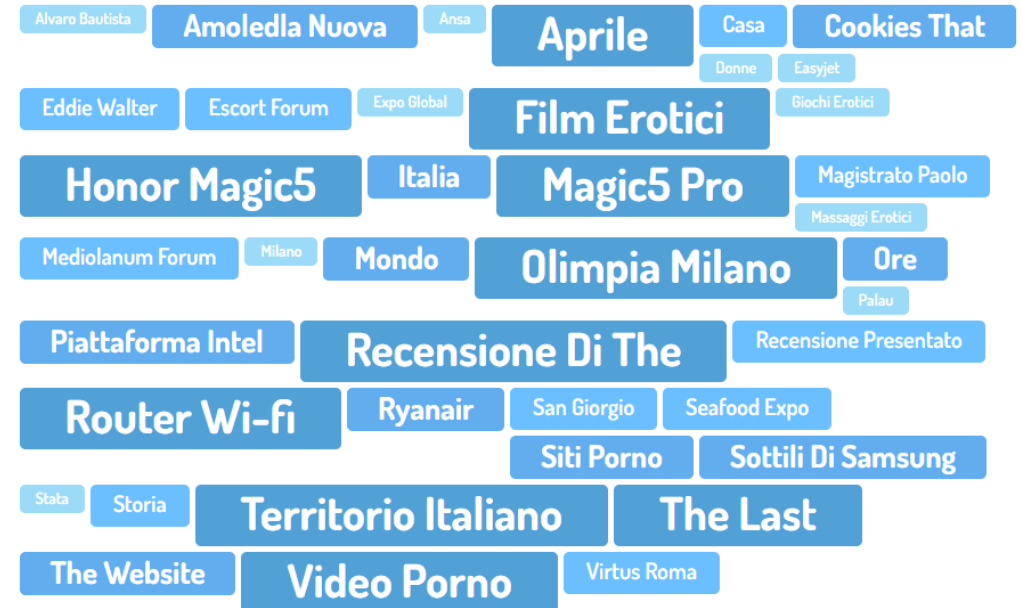 Alvaro Bautista
Amoledla Nuova
Ansa
Aprile
Casa
Cookies That
Donne
Easyjet
Eddie Walter
Escort Forum
Expo Global
Film Erotici
Giochi Erotici
Honor Magic5
Italia
Magic5 Pro
Magistrato Paolo
Massaggi Erotici
Mediolanum Forum
Milano
Mondo
Olimpia Milano
Ore
Palau
Piattaforma Intel
Recensione Di The
Recensione Presentato
Router Wi-fi
Ryanair
San Giorgio
Seafood Expo
Siti Porno
Sottili Di Samsung
Stata
Storia
Territorio Italiano
The Last
The Website
Video Porno
Virtus Roma